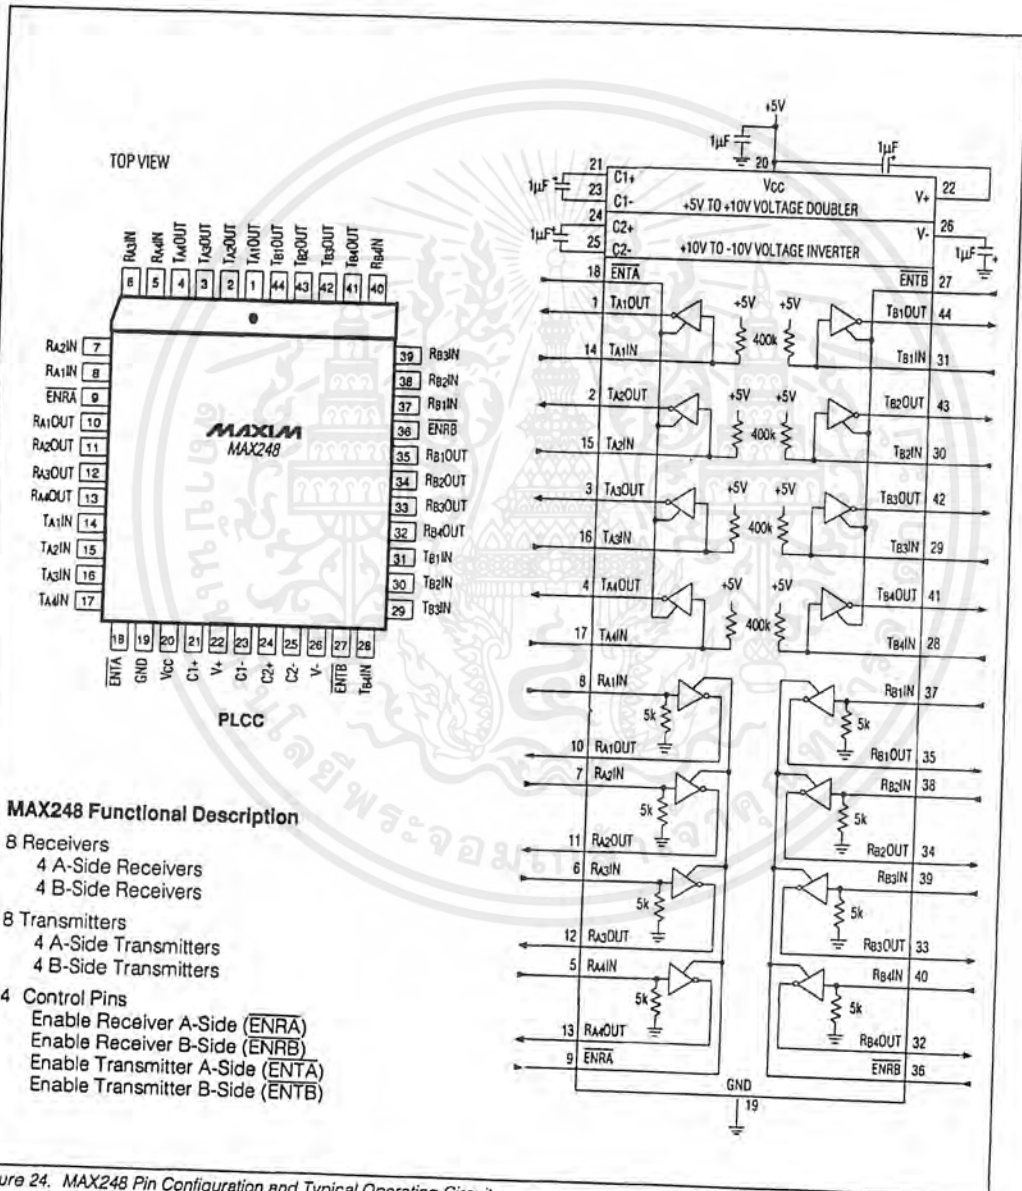 TOP VIEW
RA3IN
RA4IN
TA4OUT
TA3OUT
TA2OUT
TA1OUT
TB1OUT
TB2OUT
TB3OUT
TB4OUT
RB4IN
6 5 4 3 2 1 44 43 42 41 40
RA2IN 7
RA1IN 8
ENRA 9
RA1OUT 10
RA2OUT 11
RA3OUT 12
RA4OUT 13
TA1IN 14
TA2IN 15
TA3IN 16
TA4IN 17
MAXIM
MAX248
39 RB3IN
38 RB2IN
37 RB1IN
36 ENRB
35 RB1OUT
34 RB2OUT
33 RB3OUT
32 RB4OUT
31 TB1IN
30 TB2IN
29 TB3IN
18 19 20 21 22 23 24 25 26 27 28
ENTA
GND
VCC
C1+
V+
C1-
C2+
C2-
V-
ENTB
TB4IN
PLCC
MAX248 Functional Description
8 Receivers
4 A-Side Receivers
4 B-Side Receivers
8 Transmitters
4 A-Side Transmitters
4 B-Side Transmitters
4 Control Pins
Enable Receiver A-Side (ENRA)
Enable Receiver B-Side (ENRB)
Enable Transmitter A-Side (ENTA)
Enable Transmitter B-Side (ENTB)
+5V
1µF
1µF
20
VCC
21 C1+
1µF
23 C1-
+5V TO +10V VOLTAGE DOUBLER
V+ 22
24 C2+
1µF
25 C2-
+10V TO -10V VOLTAGE INVERTER
V- 26
1µF
18 ENTA
ENTB 27
1 TA1OUT
+5V +5V
TB1OUT 44
400k
14 TA1IN
TB1IN 31
2 TA2OUT
+5V +5V
TB2OUT 43
400k
15 TA2IN
TB2IN 30
3 TA3OUT
+5V +5V
TB3OUT 42
400k
16 TA3IN
TB3IN 29
4 TA4OUT
+5V +5V
TB4OUT 41
400k
17 TA4IN
TB4IN 28
8 RA1IN
RB1IN 37
5k
5k
10 RA1OUT
RB1OUT 35
7 RA2IN
RB2IN 38
5k
5k
11 RA2OUT
RB2OUT 34
6 RA3IN
RB3IN 39
5k
5k
12 RA3OUT
RB3OUT 33
5 RA4IN
RB4IN 40
5k
5k
13 RA4OUT
RB4OUT 32
9 ENRA
ENRB 36
GND
19
ure 24. MAX248 Pin Configuration and Typical Operating Circuit